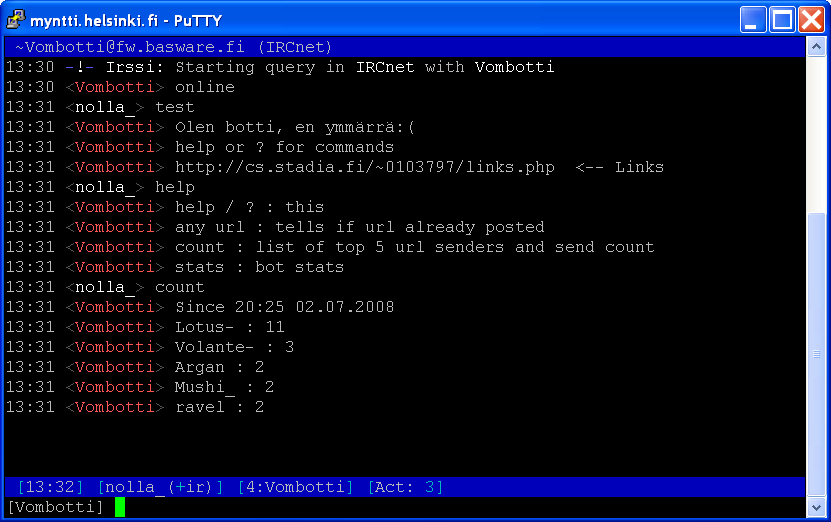 myntti.helsinki.fi - PuTTY
~Vombotti@fw.basware.fi (IRCnet)
13:30 -!- Irssi: Starting query in IRCnet with Vombotti
13:30 <Vombotti> online
13:31 <nolla_> test
13:31 <Vombotti> Olen botti, en ymmärrä:(
13:31 <Vombotti> help or ? for commands
13:31 <Vombotti> http://cs.stadia.fi/~0103797/links.php  <-- Links
13:31 <nolla_> help
13:31 <Vombotti> help / ? : this
13:31 <Vombotti> any url : tells if url already posted
13:31 <Vombotti> count : list of top 5 url senders and send count
13:31 <Vombotti> stats : bot stats
13:31 <nolla_> count
13:31 <Vombotti> Since 20:25 02.07.2008
13:31 <Vombotti> Lotus- : 11
13:31 <Vombotti> Volante- : 3
13:31 <Vombotti> Argan : 2
13:31 <Vombotti> Mushi_ : 2
13:31 <Vombotti> ravel : 2
[13:32] [nolla_(+ir)] [4:Vombotti] [Act: 3]
[Vombotti]